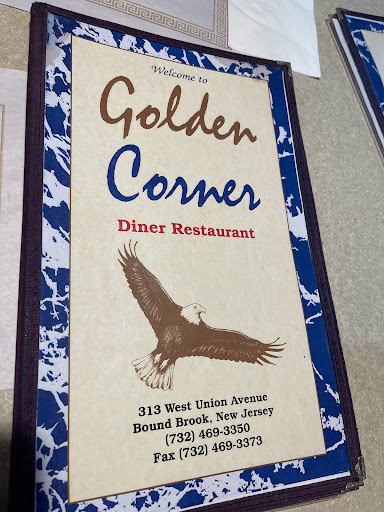 Welcome to
Golden
Corner
Diner Restaurant
313 West Union Avenue
Bound Brook, New Jersey
(732) 469-3350
Fax (732) 469-3373